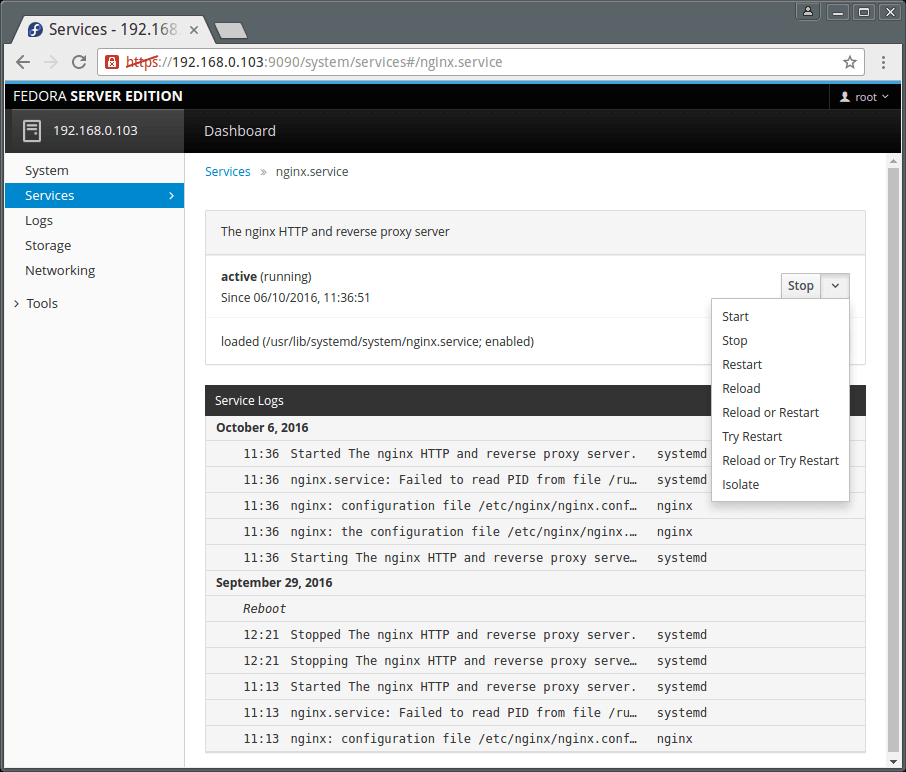 Services - 192.168
https://192.168.0.103:9090/system/services#/nginx.service
FEDORA SERVER EDITION
root
192.168.0.103
Dashboard
System
Services
Logs
Storage
Networking
Tools
Services » nginx.service
The nginx HTTP and reverse proxy server
active (running)
Since 06/10/2016, 11:36:51
Stop
loaded (/usr/lib/systemd/system/nginx.service; enabled)
Start
Stop
Restart
Reload
Reload or Restart
Try Restart
Reload or Try Restart
Isolate
Service Logs
October 6, 2016
11:36 Started The nginx HTTP and reverse proxy server. systemd
11:36 nginx.service: Failed to read PID from file /ru… systemd
11:36 nginx: configuration file /etc/nginx/nginx.conf… nginx
11:36 nginx: the configuration file /etc/nginx/nginx.… nginx
11:36 Starting The nginx HTTP and reverse proxy serve… systemd
September 29, 2016
Reboot
12:21 Stopped The nginx HTTP and reverse proxy server. systemd
12:21 Stopping The nginx HTTP and reverse proxy serve… systemd
11:13 Started The nginx HTTP and reverse proxy server. systemd
11:13 nginx.service: Failed to read PID from file /ru… systemd
11:13 nginx: configuration file /etc/nginx/nginx.conf… nginx